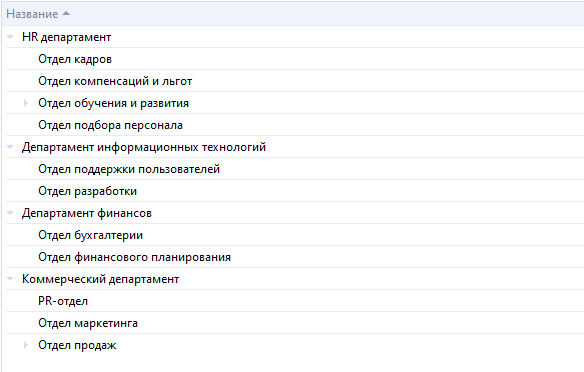 Название
HR департамент
Отдел кадров
Отдел компенсаций и льгот
Отдел обучения и развития
Отдел подбора персонала
Департамент информационных технологий
Отдел поддержки пользователей
Отдел разработки
Департамент финансов
Отдел бухгалтерии
Отдел финансового планирования
Коммерческий департамент
PR-отдел
Отдел маркетинга
Отдел продаж